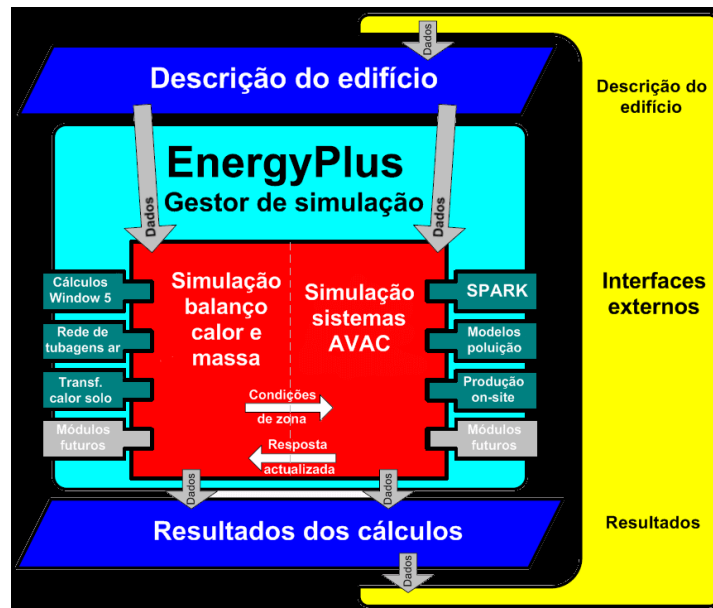 Dados
Descrição do edifício
Descrição do
edifício
EnergyPlus
Gestor de simulação
Dados
Dados
Cálculos
Window 5
Rede de
tubagens ar
Transf.
calor solo
Módulos
futuros
Simulação
balanço
calor e
massa
Simulação
sistemas
AVAC
Condições
de zona
Resposta
actualizada
SPARK
Modelos
poluição
Produção
on-site
Módulos
futuros
Interfaces
externos
Dados
Dados
Resultados dos cálculos
Resultados
Dados